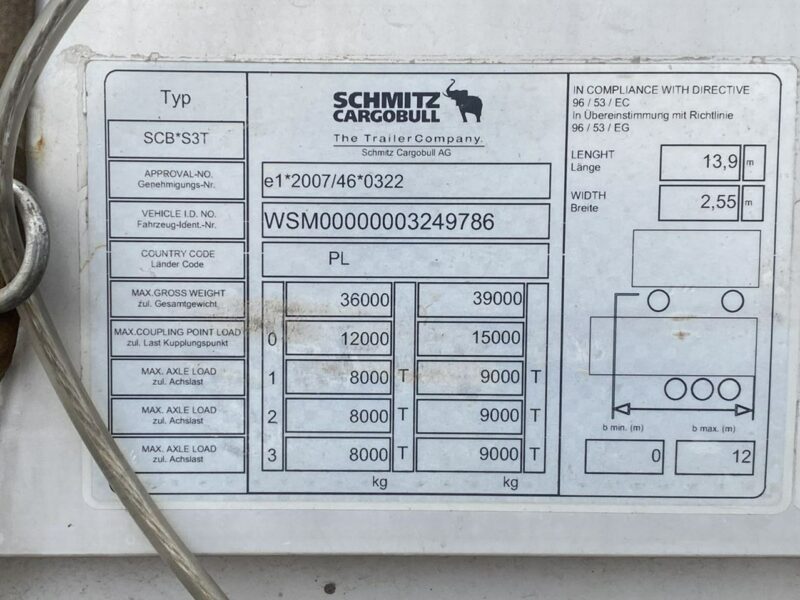 Typ
SCB*S3T
APPROVAL-NO.
Genehmigungs-Nr.
VEHICLE I.D. NO.
Fahrzeug-Ident.-Nr.
COUNTRY CODE
Länder Code
MAX.GROSS WEIGHT
zul. Gesamtgewicht
MAX.COUPLING POINT LOAD
zul. Last Kupplungspunkt
MAX. AXLE LOAD
zul. Achslast
MAX. AXLE LOAD
zul. Achslast
MAX. AXLE LOAD
zul. Achslast
SCHMITZ
CARGOBULL
The Trailer Company.
Schmitz Cargobull AG
e1*2007/46*0322
WSM00000003249786
PL
36000 39000
0 12000 15000
1 8000 T 9000 T
2 8000 T 9000 T
3 8000 T 9000 T
kg kg
IN COMPLIANCE WITH DIRECTIVE
96 / 53 / EC
In Übereinstimmung mit Richtlinie
96 / 53 / EG
LENGHT
Länge
13,9 m
WIDTH
Breite
2,55 m
b min. (m) b max. (m)
0 12